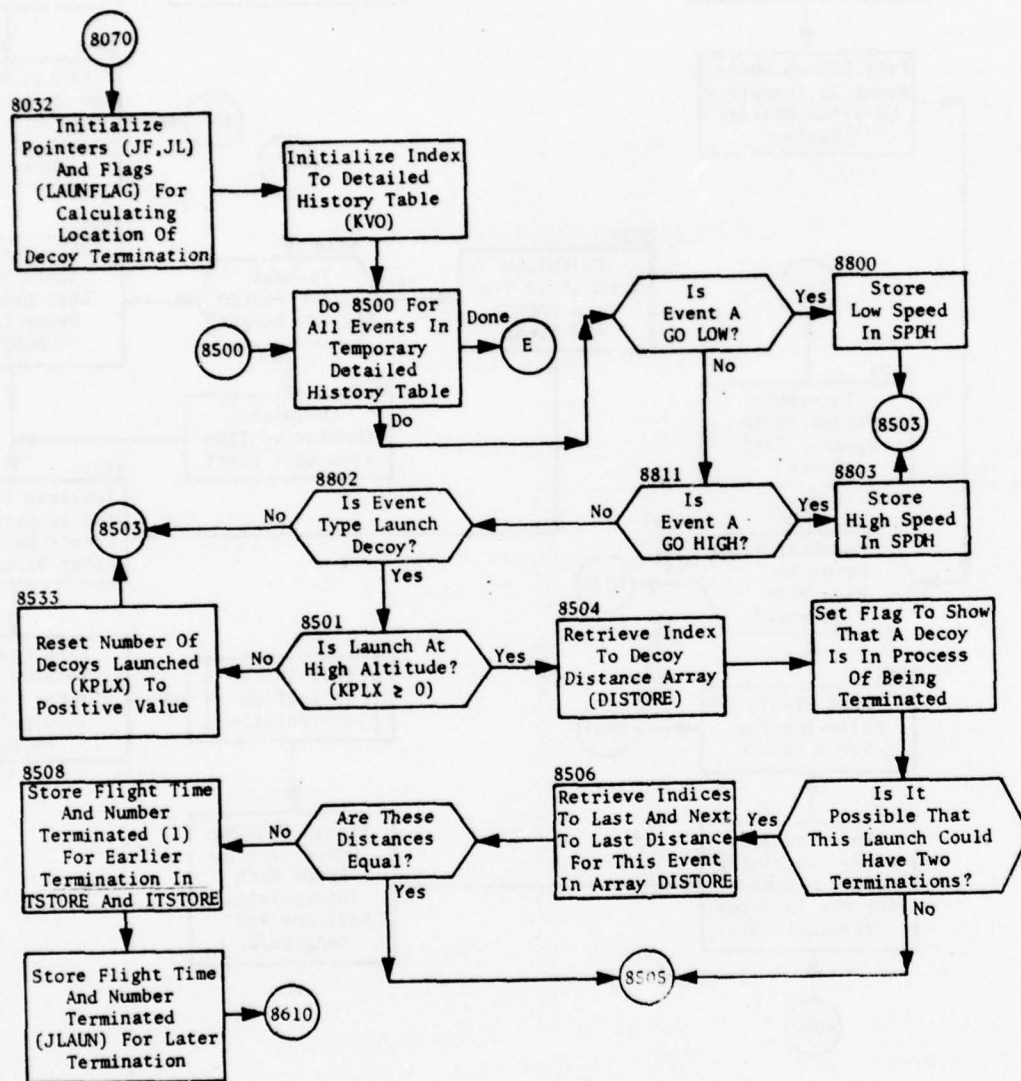 8070
8032
Initialize
Pointers (JF,JL)
And Flags
(LAUNFLAG) For
Calculating
Location Of
Decoy Termination
Initialize Index
To Detailed
History Table
(KVO)
8500
Do 8500 For
All Events In
Temporary
Detailed
History Table
Done
E
Do
Is
Event A
GO LOW?
Yes
No
8800
Store
Low Speed
In SPDH
8503
8811
Is
Event A
GO HIGH?
Yes
No
8803
Store
High Speed
In SPDH
8802
Is Event
Type Launch
Decoy?
No
Yes
8503
8533
Reset Number Of
Decoys Launched
(KPLX) To
Positive Value
8501
Is Launch At
High Altitude?
(KPLX ≥ 0)
No
Yes
8504
Retrieve Index
To Decoy
Distance Array
(DISTORE)
Set Flag To Show
That A Decoy
Is In Process
Of Being
Terminated
Is It
Possible That
This Launch Could
Have Two
Terminations?
Yes
No
8506
Retrieve Indices
To Last And Next
To Last Distance
For This Event
In Array DISTORE
Are These
Distances
Equal?
No
Yes
8505
8508
Store Flight Time
And Number
Terminated (1)
For Earlier
Termination In
TSTORE And ITSTORE
Store Flight Time
And Number
Terminated
(JLAUN) For Later
Termination
8610